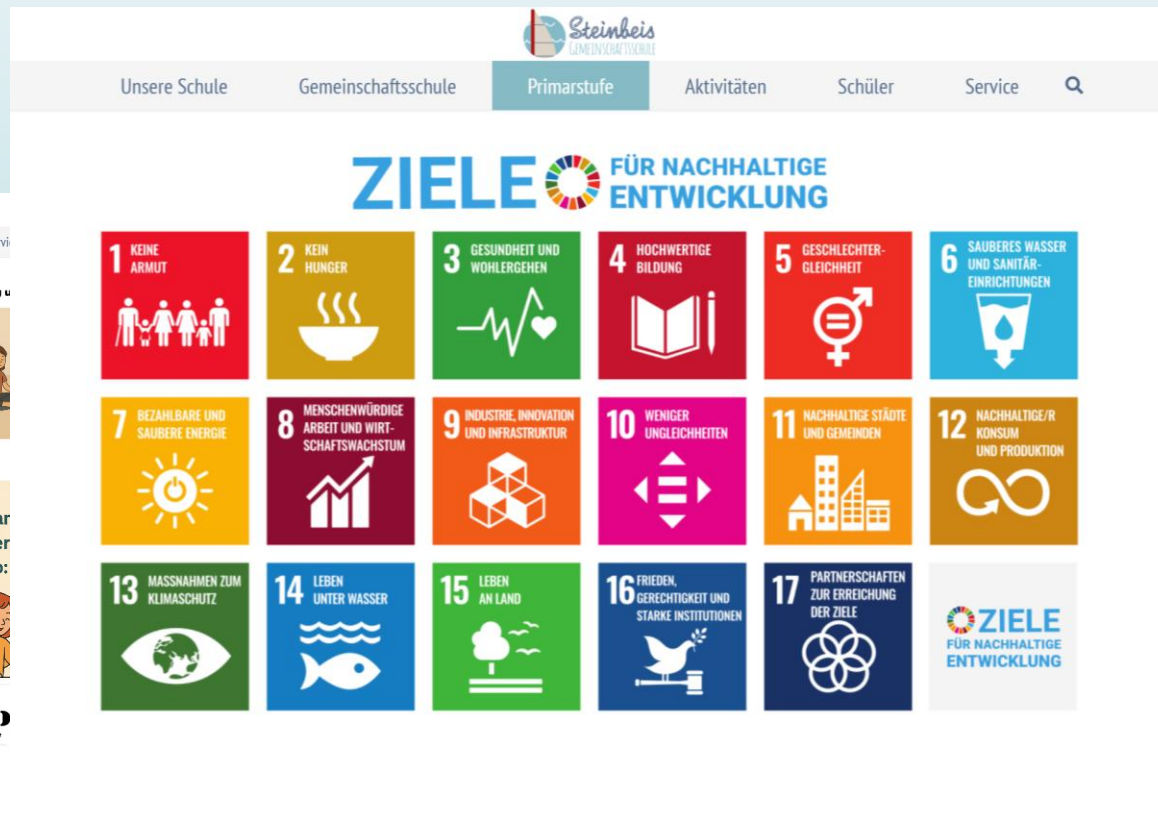 Steinbeis
GEMEINSCHAFTSSCHULE
Unsere Schule Gemeinschaftsschule Primarstufe Aktivitäten Schüler Service
ZIELE FÜR NACHHALTIGE
ENTWICKLUNG
1 KEINE
ARMUT
2 KEIN
HUNGER
3 GESUNDHEIT UND
WOHLERGEHEN
4 HOCHWERTIGE
BILDUNG
5 GESCHLECHTER-
GLEICHHEIT
6 SAUBERES WASSER
UND SANITÄR-
EINRICHTUNGEN
7 BEZAHLBARE UND
SAUBERE ENERGIE
8 MENSCHENWÜRDIGE
ARBEIT UND WIRT-
SCHAFTSWACHSTUM
9 INDUSTRIE, INNOVATION
UND INFRASTRUKTUR
10 WENIGER
UNGLEICHHEITEN
11 NACHHALTIGE STÄDTE
UND GEMEINDEN
12 NACHHALTIGE/R
KONSUM
UND PRODUKTION
13 MASSNAHMEN ZUM
KLIMASCHUTZ
14 LEBEN
UNTER WASSER
15 LEBEN
AN LAND
16 FRIEDEN,
GERECHTIGKEIT UND
STARKE INSTITUTIONEN
17 PARTNERSCHAFTEN
ZUR ERREICHUNG
DER ZIELE
ZIELE
FÜR NACHHALTIGE
ENTWICKLUNG